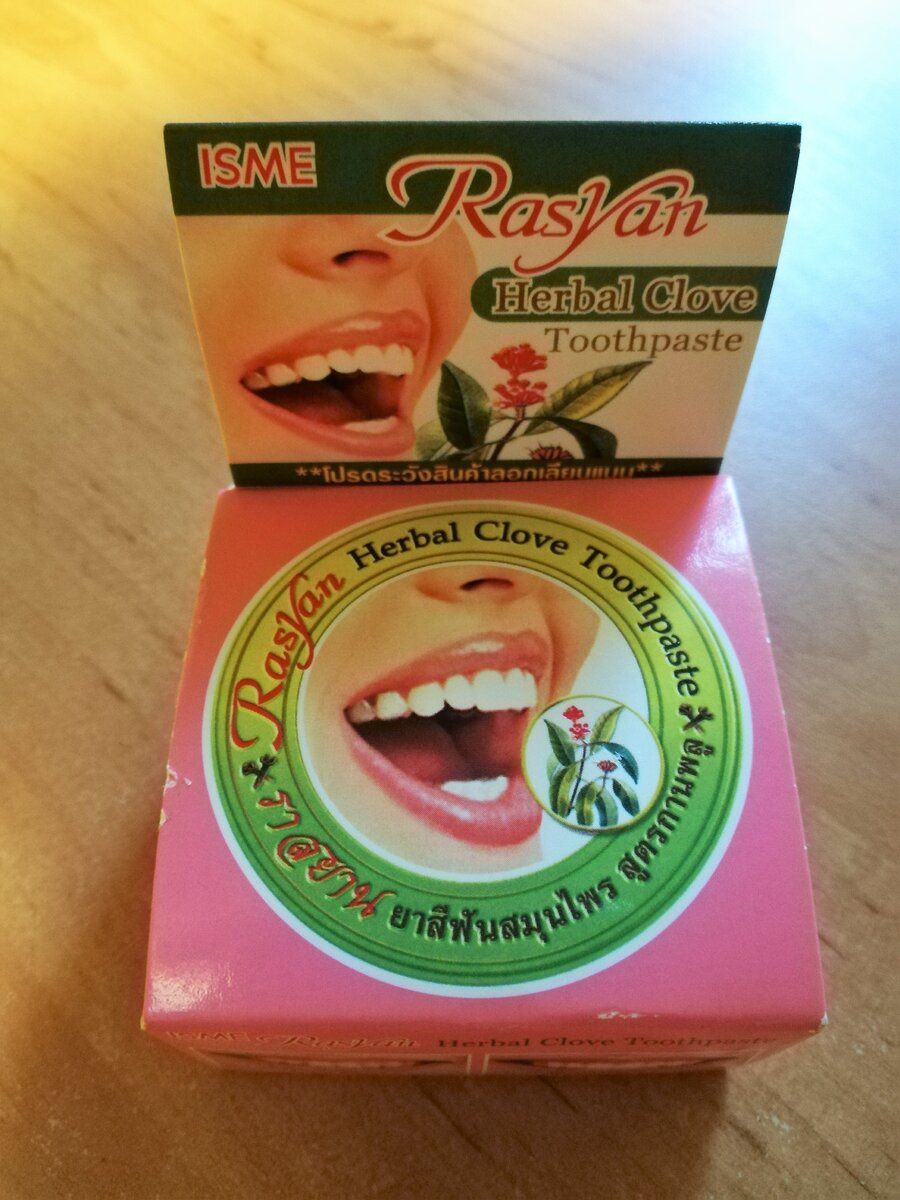 ISME
Rasyan
Herbal Clove
Toothpaste
**โปรดระวังสินค้าลอกเลียนแบบ**
Rasyan Herbal Clove Toothpaste
ราสยาน ยาสีฟันสมุนไพร สูตรกานพลู
ISME Rasyan Herbal Clove Toothpaste